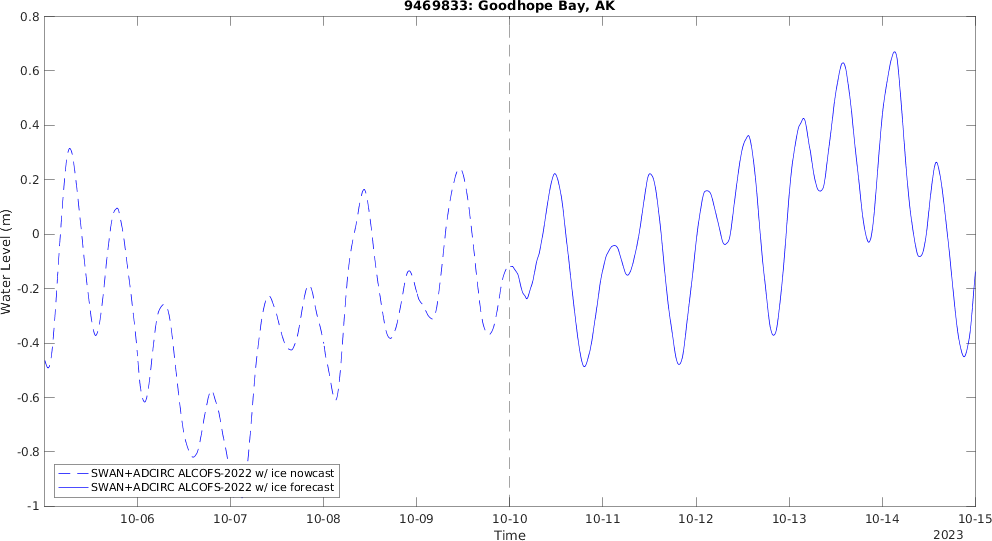 9469833: Goodhope Bay, AK
Water Level (m)
0.8
0.6
0.4
0.2
0
-0.2
-0.4
-0.6
-0.8
-1
SWAN+ADCIRC ALCOFS-2022 w/ ice nowcast
SWAN+ADCIRC ALCOFS-2022 w/ ice forecast
10-06 10-07 10-08 10-09 10-10 10-11 10-12 10-13 10-14 10-15
Time
2023